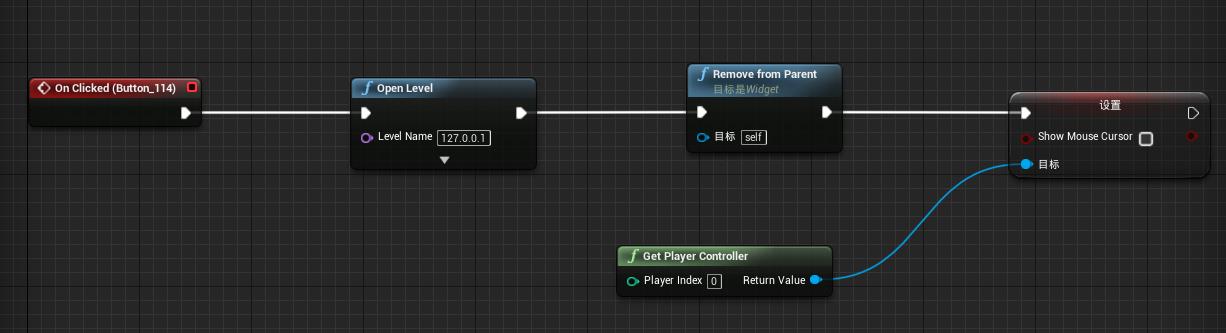 On Clicked (Button_114)
f Open Level
Level Name 127.0.0.1
f Remove from Parent
目标是Widget
目标 self
设置
Show Mouse Cursor
目标
f Get Player Controller
Player Index 0 Return Value